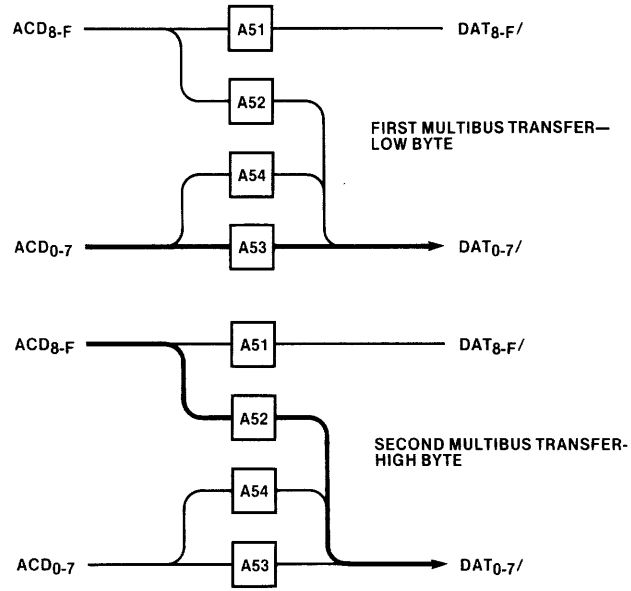 ACD8-F A51 DAT8-F/
A52
FIRST MULTIBUS TRANSFER—
LOW BYTE
A54
ACD0-7 A53 DAT0-7/
ACD8-F A51 DAT8-F/
A52
SECOND MULTIBUS TRANSFER-
HIGH BYTE
A54
ACD0-7 A53 DAT0-7/